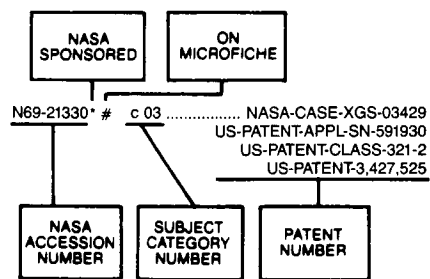 NASA SPONSORED
ON MICROFICHE
N69-21330* # c 03 .................. NASA-CASE-XGS-03429
US-PATENT-APPL-SN-591930
US-PATENT-CLASS-321-2
US-PATENT-3,427,525
NASA ACCESSION NUMBER
SUBJECT CATEGORY NUMBER
PATENT NUMBER